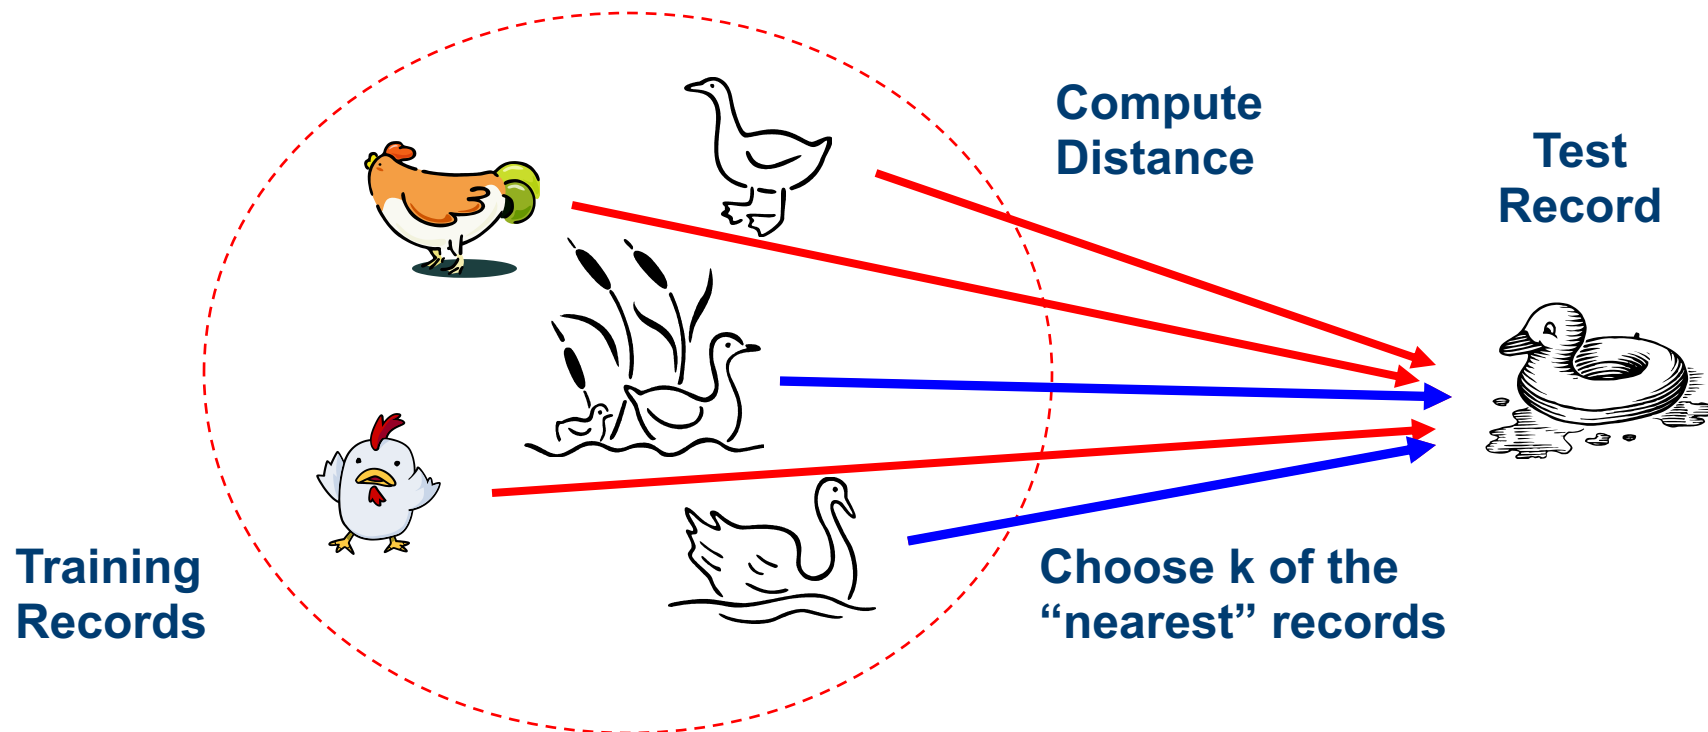 Compute
Distance
Test
Record
Training
Records
Choose k of the
“nearest” records